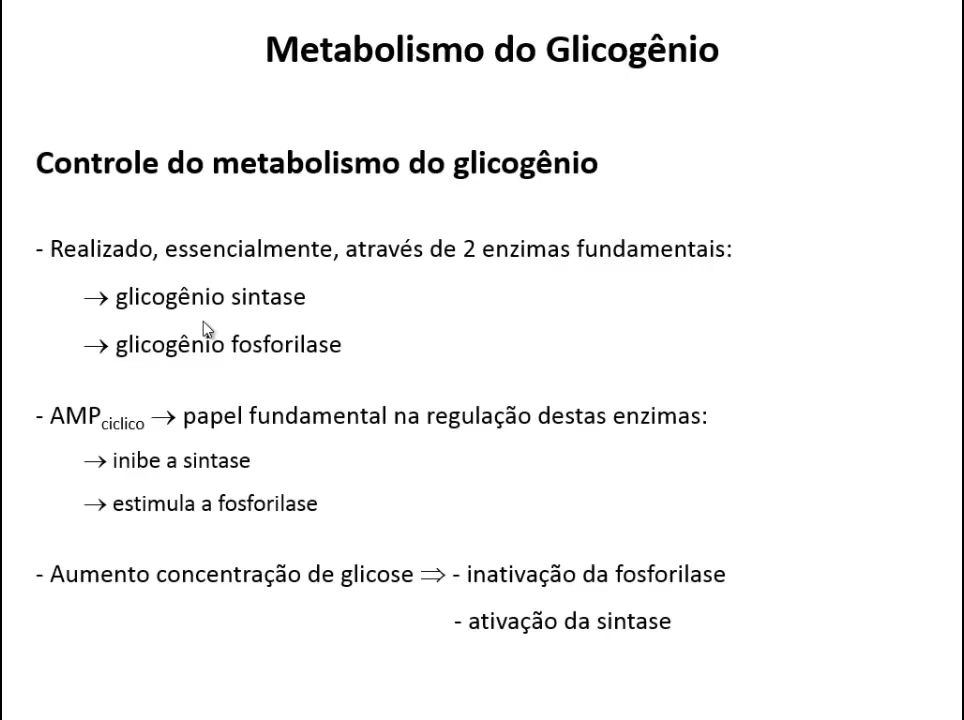 Metabolismo do Glicogênio
Controle do metabolismo do glicogênio
- Realizado, essencialmente, através de 2 enzimas fundamentais:
→ glicogênio sintase
→ glicogênio fosforilase
- AMPciclico → papel fundamental na regulação destas enzimas:
→ inibe a sintase
→ estimula a fosforilase
- Aumento concentração de glicose ⇒ - inativação da fosforilase
- ativação da sintase